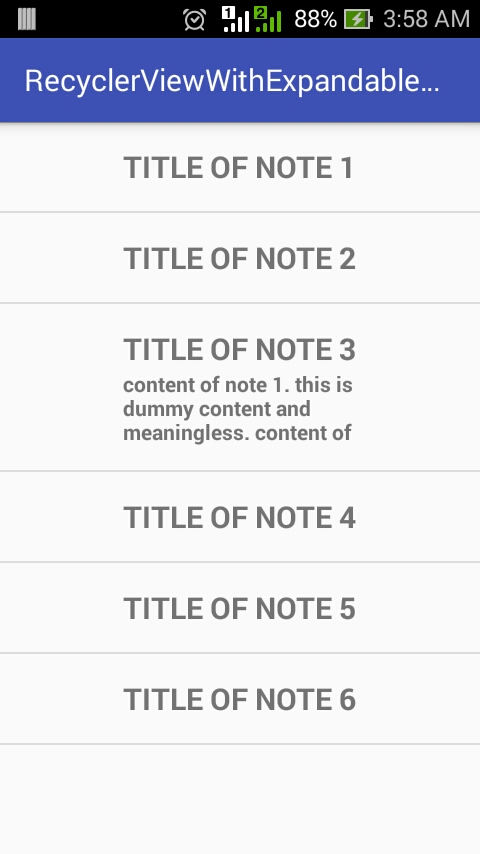 1 2 88% 3:58 AM
RecyclerViewWithExpandable...
TITLE OF NOTE 1
TITLE OF NOTE 2
TITLE OF NOTE 3
content of note 1. this is
dummy content and
meaningless. content of
TITLE OF NOTE 4
TITLE OF NOTE 5
TITLE OF NOTE 6